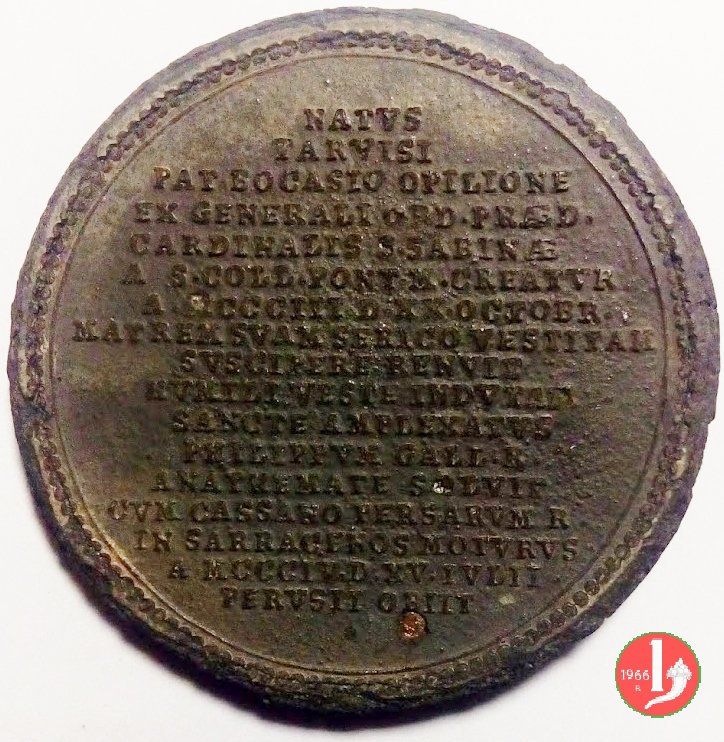 NATVS
TARVISI
PAT·BOCASIO OPILIONE
EX GENERALI ORD·PRÆD·
CARDINALIS S·SABINÆ
A S·COLL·PONT·M·CREATVR
A MCCCIII·D·XX·OCTOBR·
MATREM SVAM SERICO VESTITAM
SVSCIPERE RENVIT
HVMILI VESTE INDVTAM
SANCTE AMPLEXATVS
PHILIPPVM GALL·R·
ANATHEMATE SOLVIT
CVM CASSANO PERSARVM R
IN SARRACENOS MOTVRVS
A MCCCIV·D·XV·IVLII
PERVSII OBIIT
1966
B